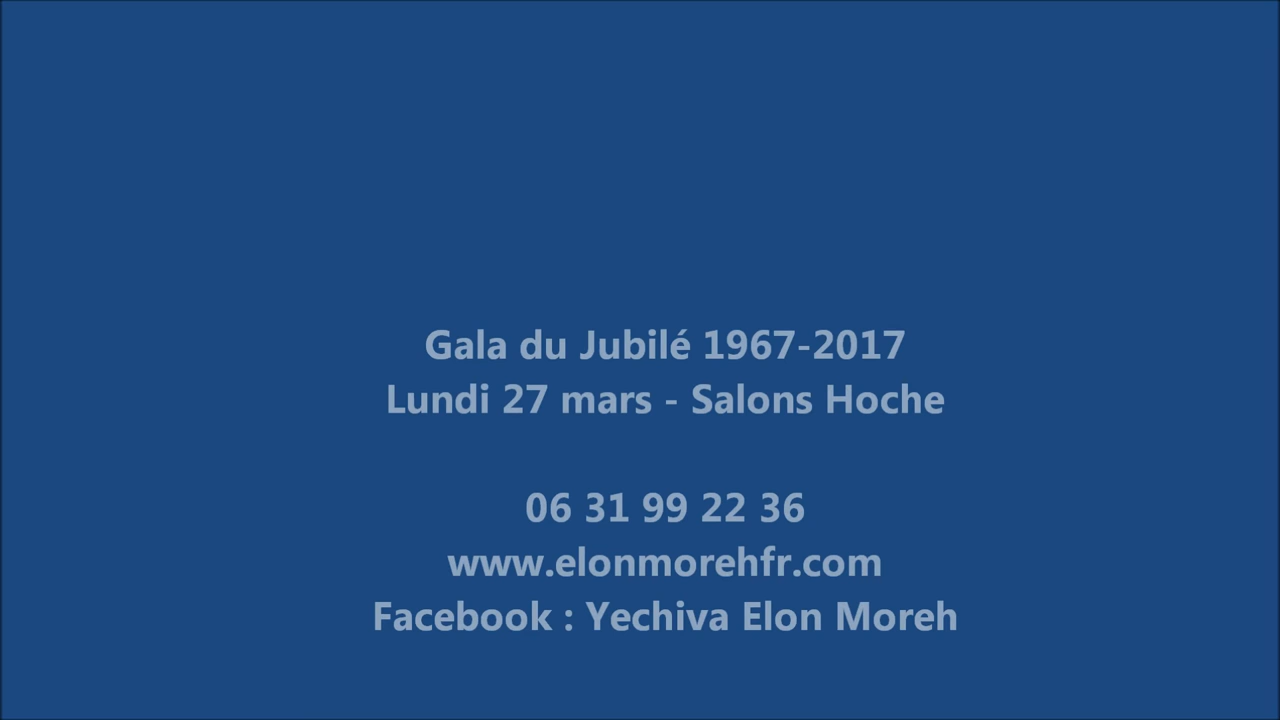 Gala du Jubilé 1967-2017
Lundi 27 mars - Salons Hoche
06 31 99 22 36
www.elonmorehfr.com
Facebook : Yechiva Elon Moreh